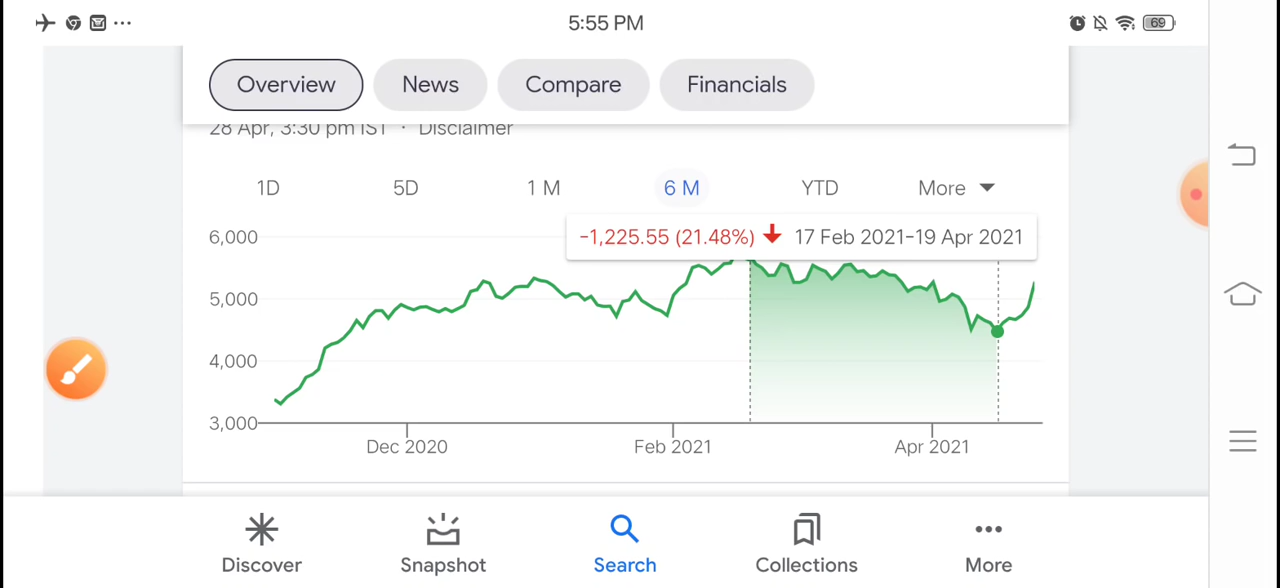 5:55 PM
69
Overview News Compare Financials
28 Apr, 3:30 pm IST · Disclaimer
1D 5D 1 M 6 M YTD More
−1,225.55 (21.48%) 17 Feb 2021–19 Apr 2021
6,000
5,000
4,000
3,000
Dec 2020 Feb 2021 Apr 2021
Discover Snapshot Search Collections More